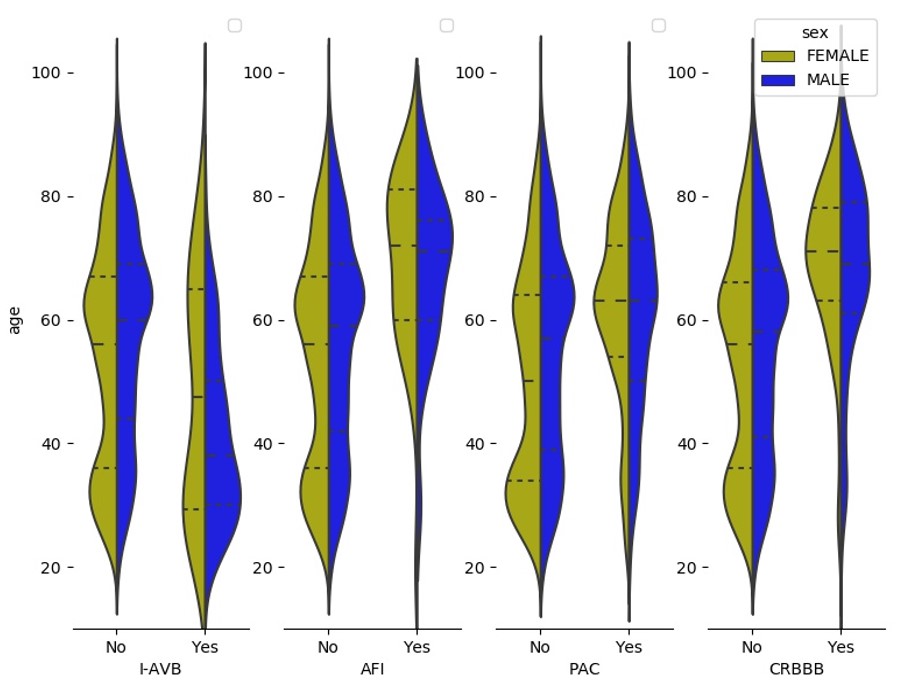 sex
FEMALE
MALE
100 100 100 100
80 80 80 80
60 60 60 60
age
40 40 40 40
20 20 20 20
No Yes No Yes No Yes No Yes
I-AVB AFI PAC CRBBB